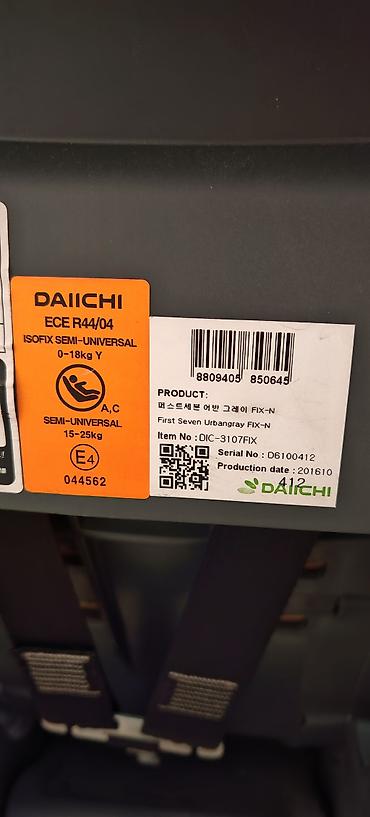 DAIICHI
ECE R44/04
ISOFIX SEMI-UNIVERSAL
0-18kg Y
A,C
SEMI-UNIVERSAL
15-25kg
E4
044562
8809405 850645
PRODUCT:
퍼스트세븐 어반 그레이 FIX-N
First Seven Urbangray FIX-N
Item No : DIC-3107FIX
Serial No : D6100412
Production date : 201610
412
DAIICHI